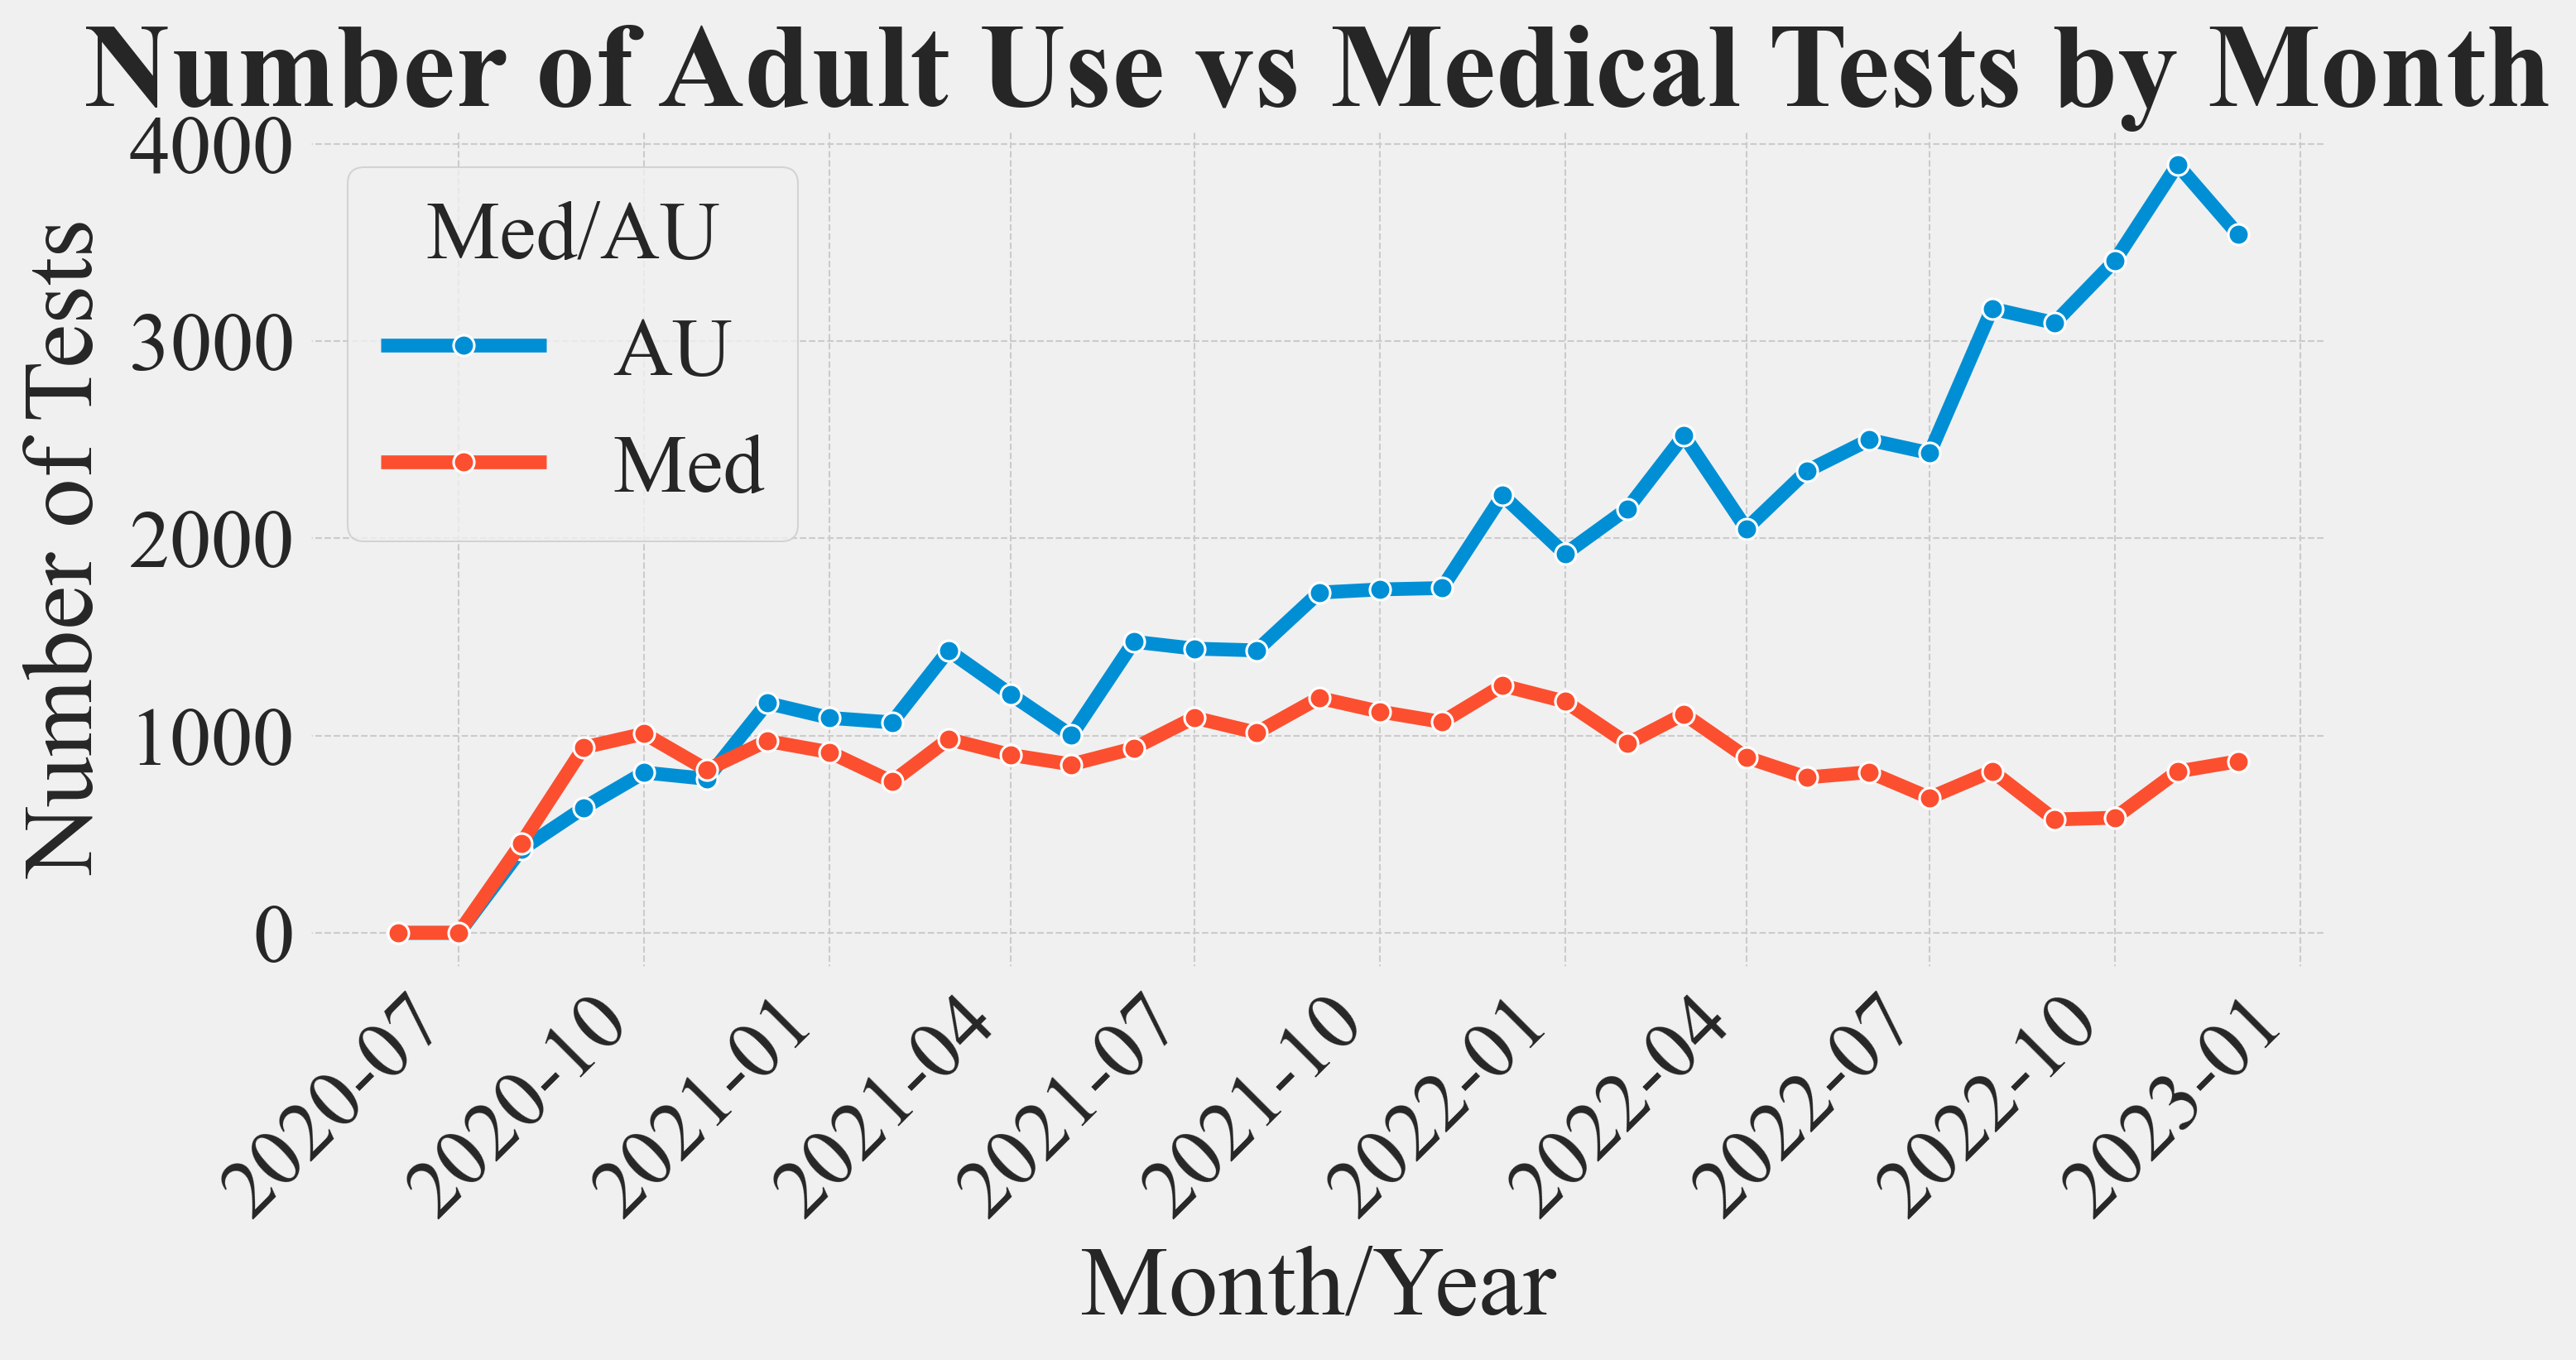 Number of Adult Use vs Medical Tests by Month
Number of Tests
4000
3000
2000
1000
0
Med/AU
AU
Med
2020-07
2020-10
2021-01
2021-04
2021-07
2021-10
2022-01
2022-04
2022-07
2022-10
2023-01
Month/Year